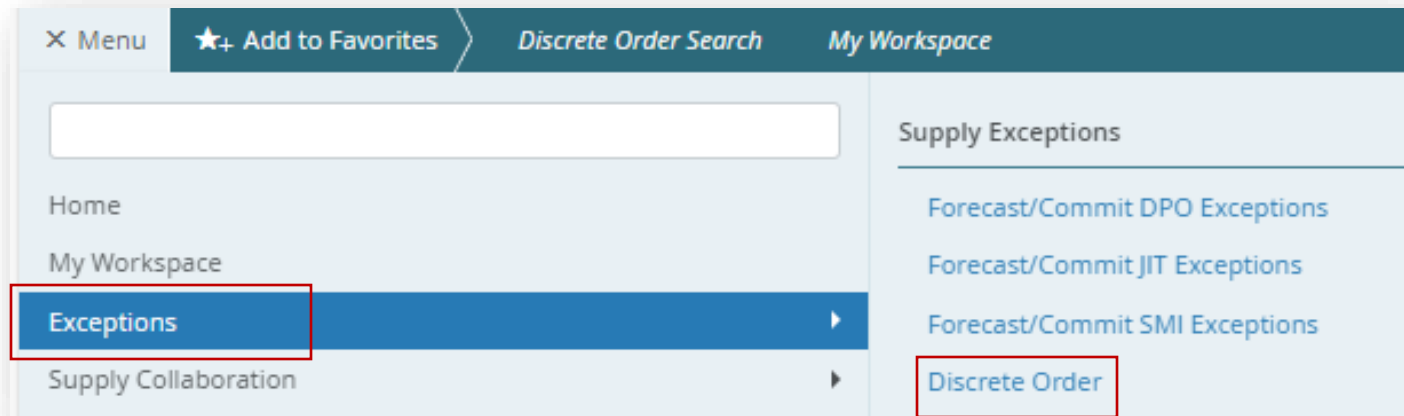 × Menu ★+ Add to Favorites Discrete Order Search My Workspace
Home
My Workspace
Exceptions
Supply Collaboration
Supply Exceptions
Forecast/Commit DPO Exceptions
Forecast/Commit JIT Exceptions
Forecast/Commit SMI Exceptions
Discrete Order